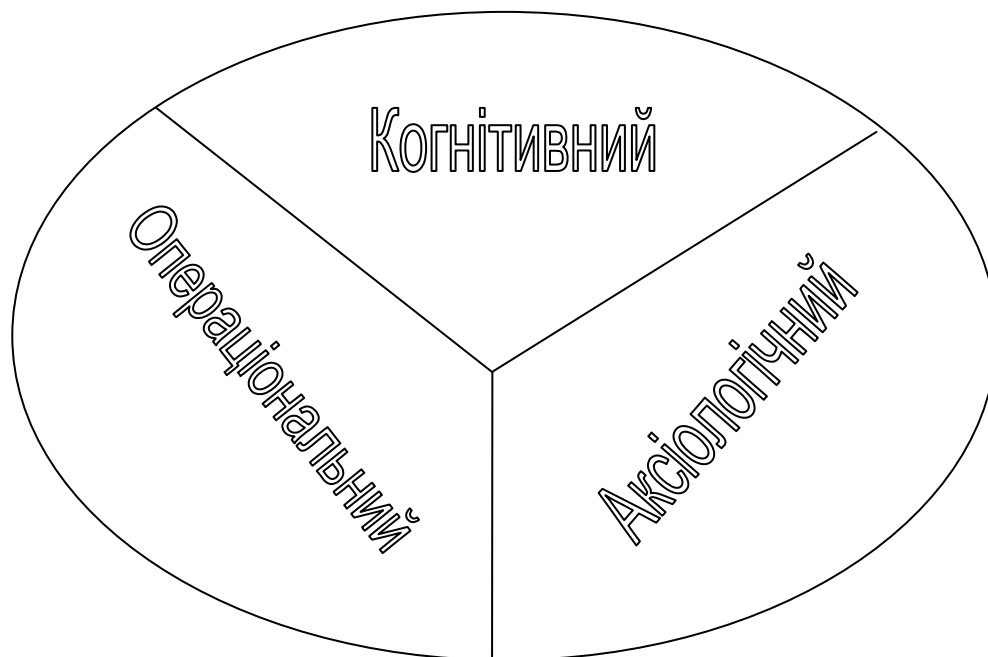 Когнітивний
Операціональний
Аксіологічний